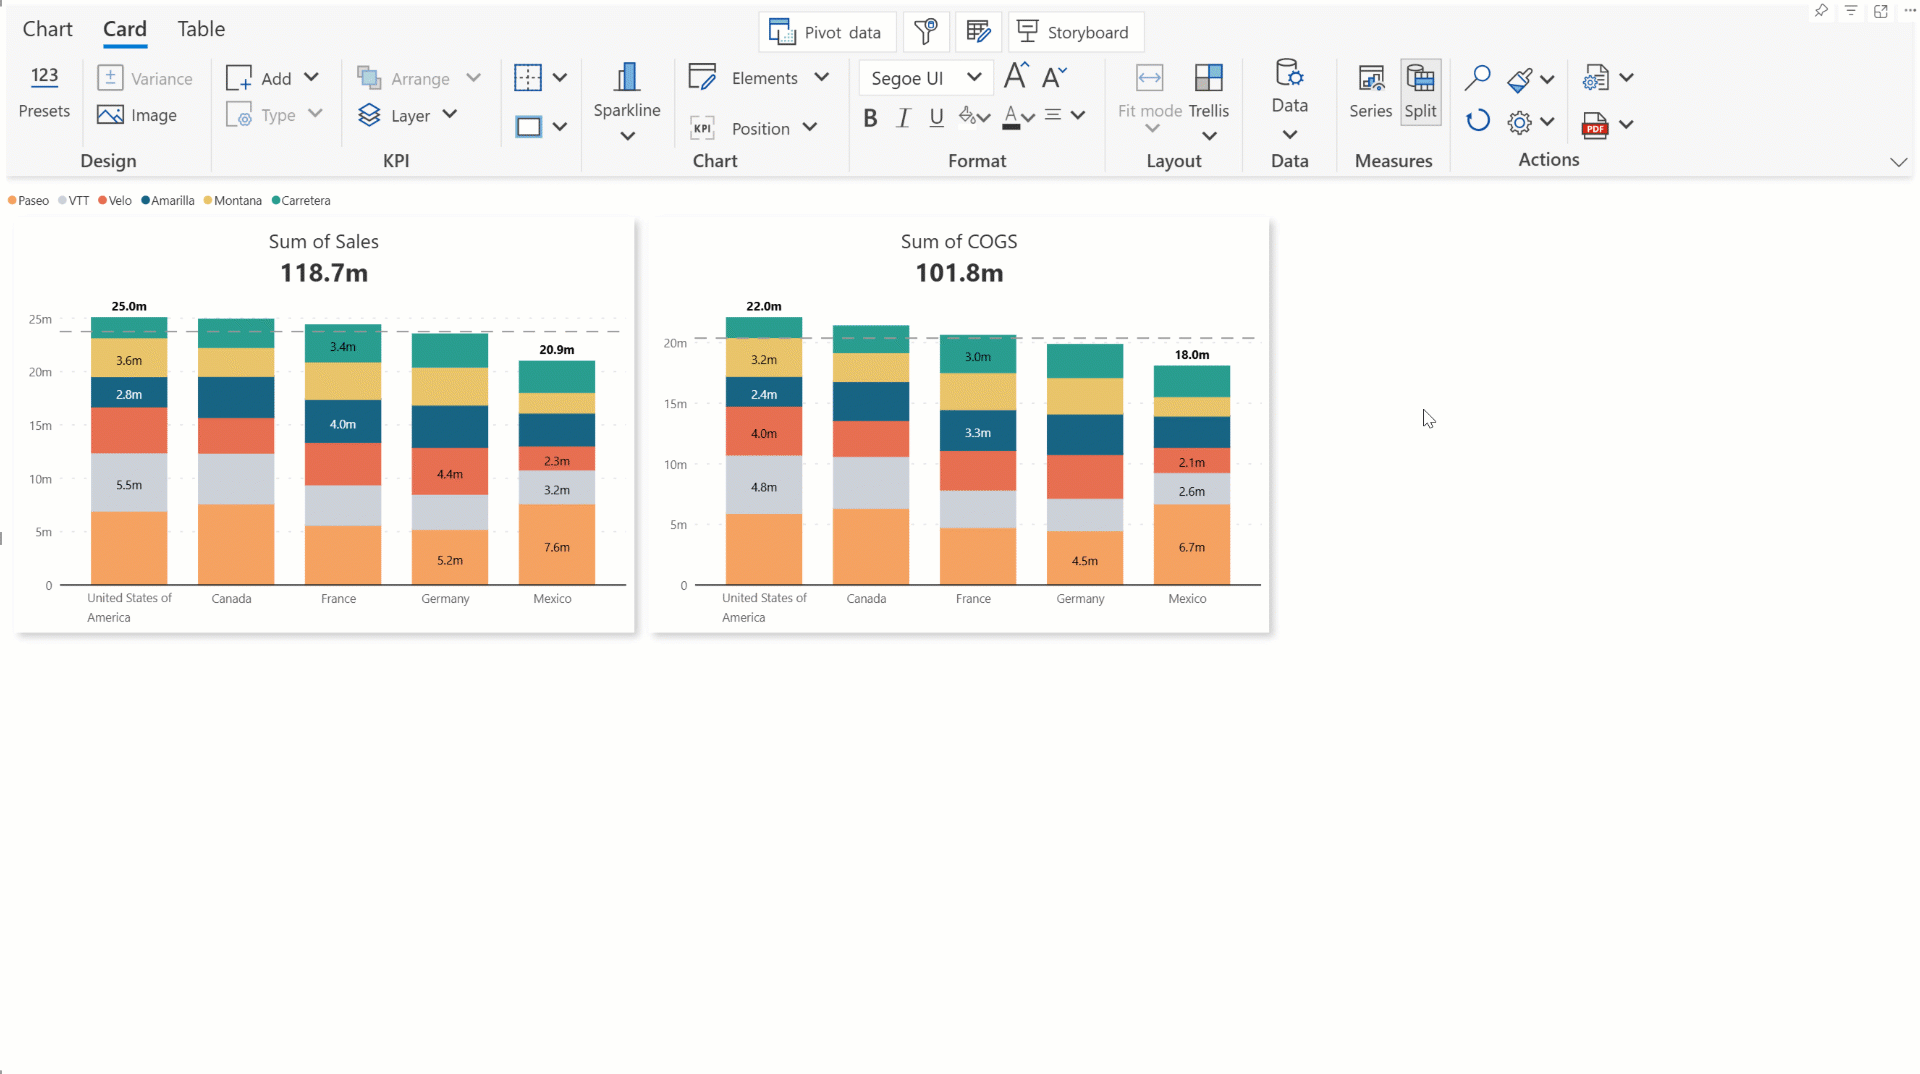 Chart Card Table
Pivot data Storyboard
123 Variance Add Arrange Elements Segoe UI A A
Presets Image Type Layer Sparkline KPI Position B I U A Fit mode Trellis Data Series Split PDF
Design KPI Chart Format Layout Data Measures Actions
Paseo VTT Velo Amarilla Montana Carretera
Sum of Sales
118.7m
25.0m
25m
3.4m
20.9m
3.6m
20m
2.8m
15m
4.0m
2.3m
4.4m
10m
5.5m
3.2m
5m
7.6m
5.2m
0
United States of America
Canada
France
Germany
Mexico
Sum of COGS
101.8m
22.0m
20m
3.0m
18.0m
3.2m
2.4m
15m
4.0m
3.3m
2.1m
10m
4.8m
2.6m
5m
6.7m
4.5m
0
United States of America
Canada
France
Germany
Mexico